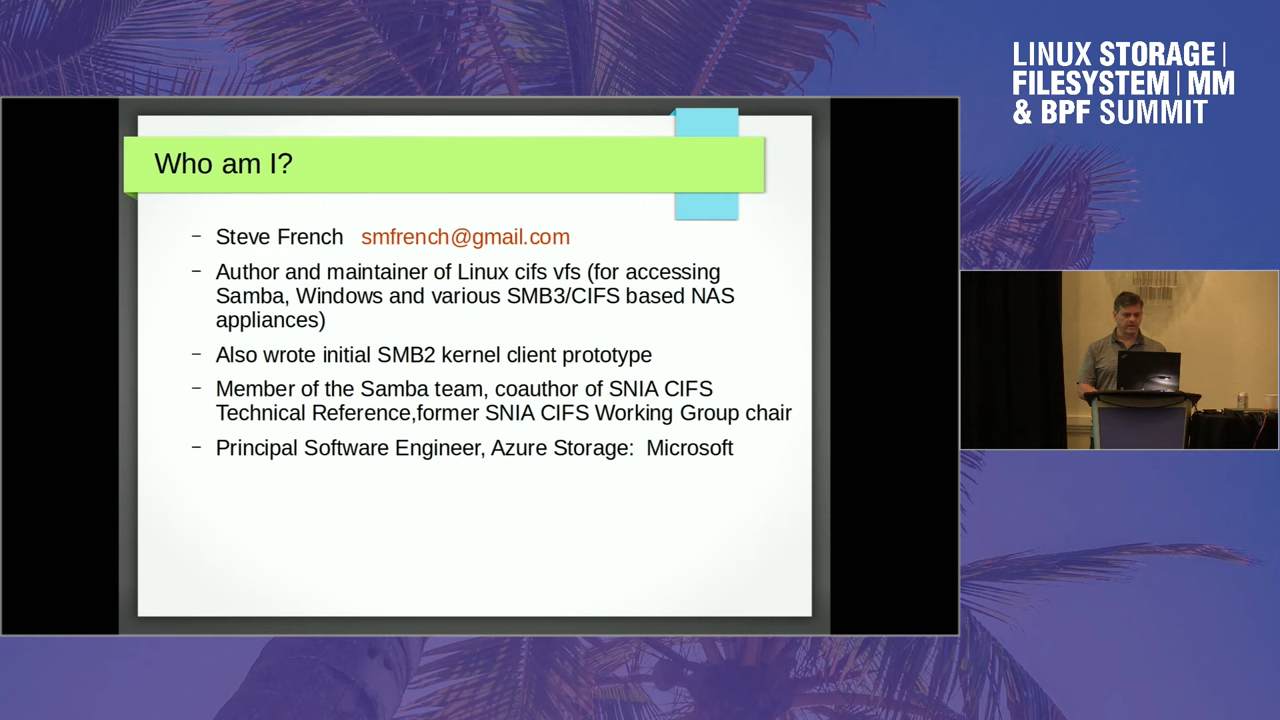 LINUX STORAGE |
FILESYSTEM | MM
& BPF SUMMIT
Who am I?
– Steve French smfrench@gmail.com
– Author and maintainer of Linux cifs vfs (for accessing
Samba, Windows and various SMB3/CIFS based NAS
appliances)
– Also wrote initial SMB2 kernel client prototype
– Member of the Samba team, coauthor of SNIA CIFS
Technical Reference,former SNIA CIFS Working Group chair
– Principal Software Engineer, Azure Storage: Microsoft